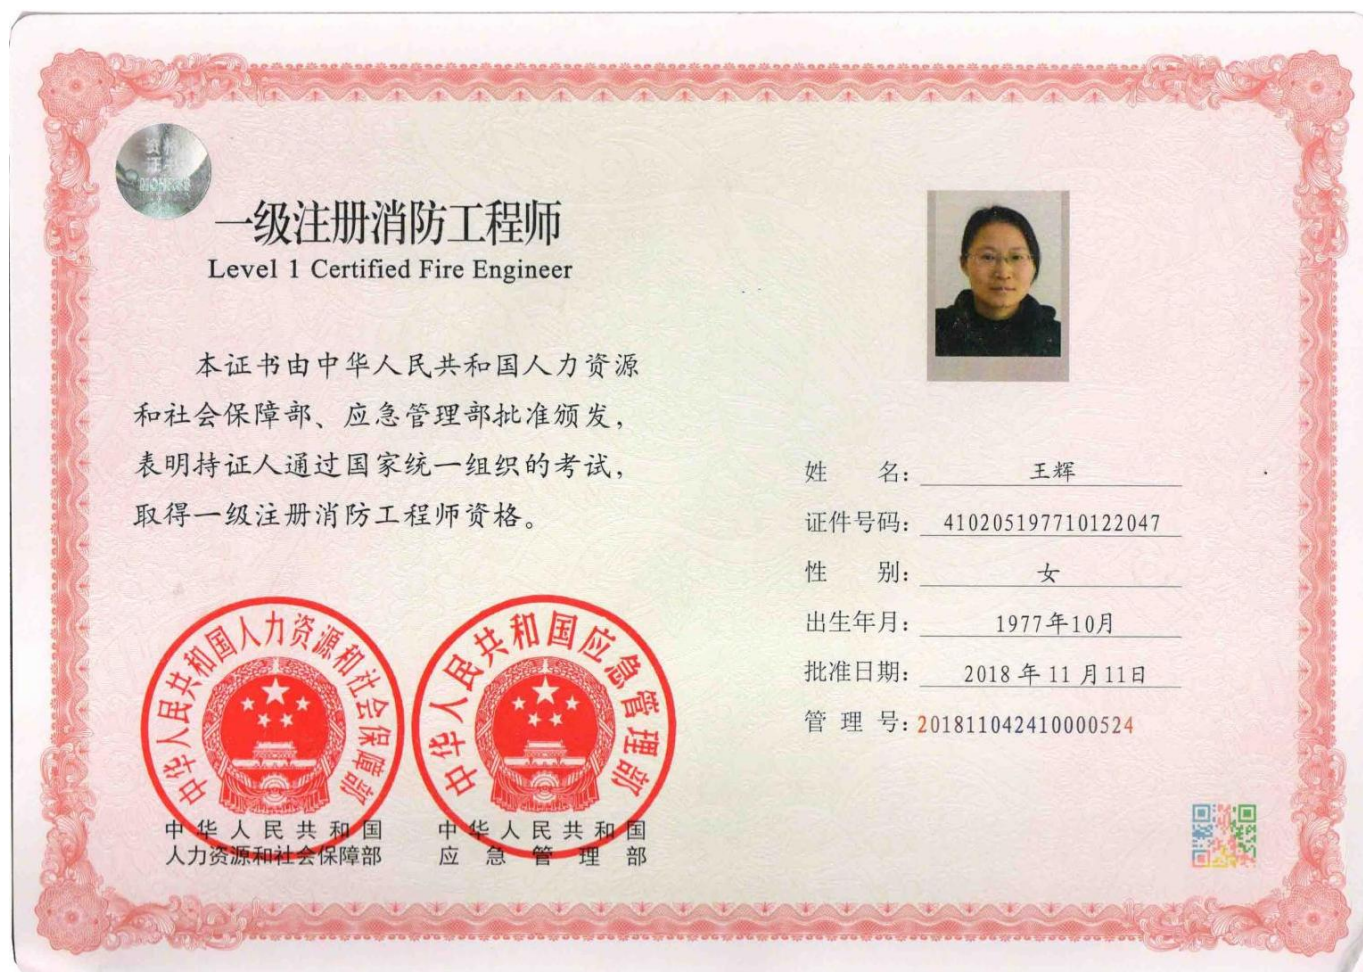 一级注册消防工程师
Level 1 Certified Fire Engineer
本证书由中华人民共和国人力资源
和社会保障部、应急管理部批准颁发，
表明持证人通过国家统一组织的考试，
取得一级注册消防工程师资格。
中华人民共和国人力资源和社会保障部
中华人民共和国应急管理部
中华人民共和国
人力资源和社会保障部
中华人民共和国
应急管理部
姓 名： 王辉
证件号码： 410205197710122047
性 别： 女
出生年月： 1977年10月
批准日期： 2018 年 11 月11日
管 理 号：201811042410000524